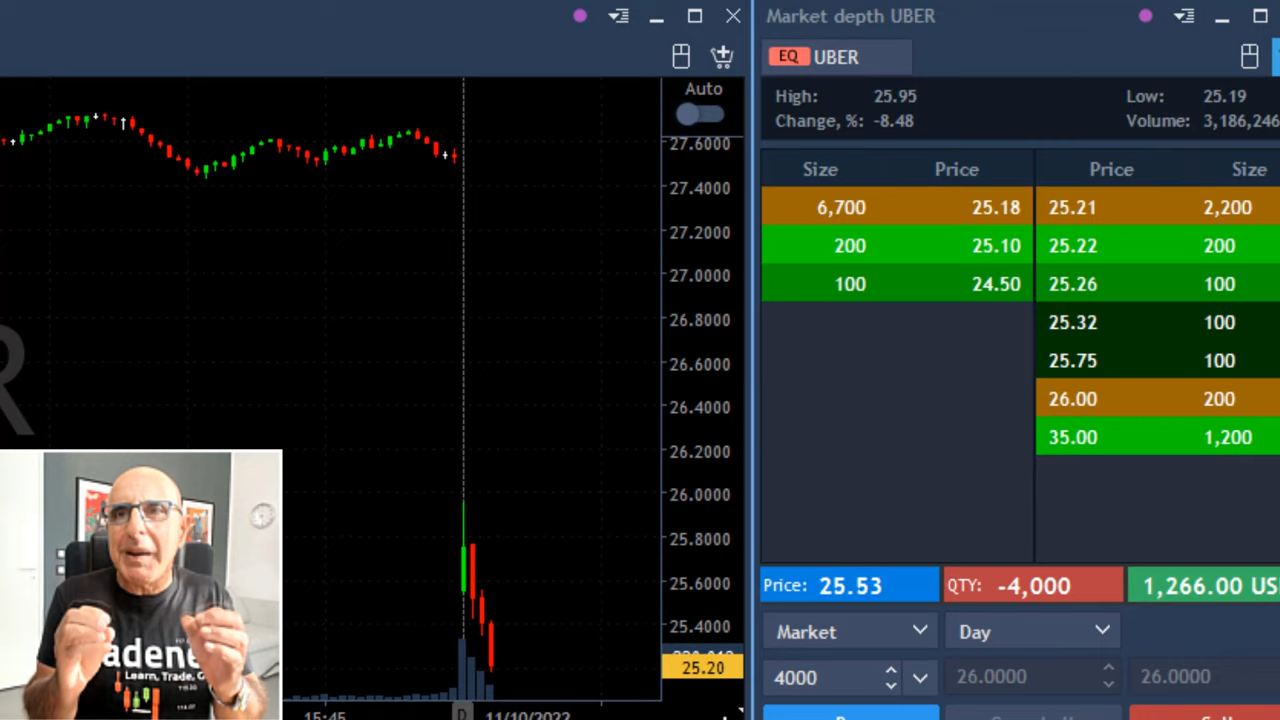 Market depth UBER
EQ UBER
High: 25.95 Low: 25.19
Change, %: -8.48 Volume: 3,186,246
Auto
Size Price Price Size
6,700 25.18 25.21 2,200
200 25.10 25.22 200
100 24.50 25.26 100
25.32 100
25.75 100
26.00 200
35.00 1,200
27.6000
27.4000
27.2000
27.0000
26.8000
26.6000
26.4000
26.2000
26.0000
25.8000
25.6000
25.4000
25.20
R
Price: 25.53 QTY: -4,000 1,266.00 US
Market Day
4000 26.0000 26.0000
15:45 D 11/10/2022
adene
Learn, Trade, G